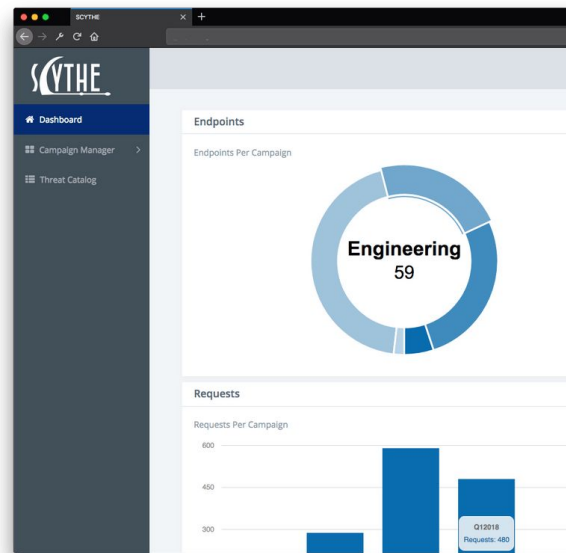 SCYTHE
SCYTHE
Dashboard
Campaign Manager
Threat Catalog
Endpoints
Endpoints Per Campaign
Engineering
59
Requests
Requests Per Campaign
600
450
300
Q12018
Requests: 480